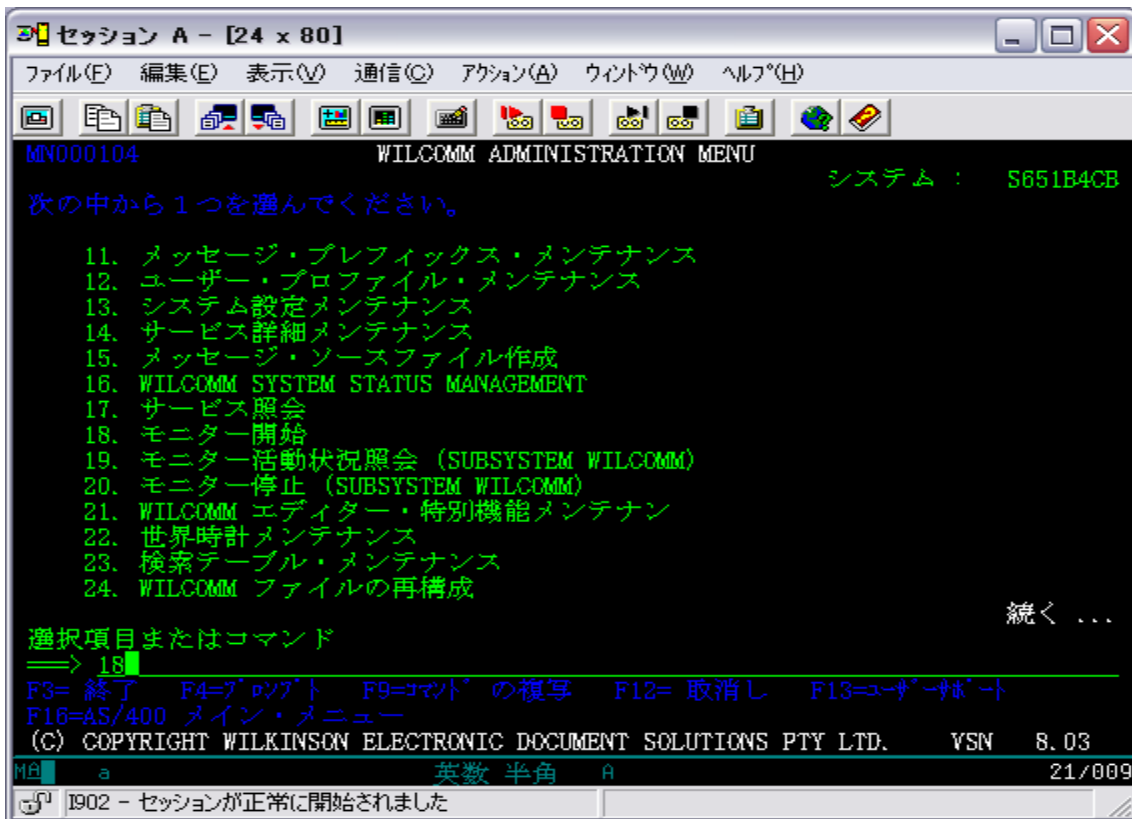 セッション A - [24 x 80]
ファイル(F) 編集(E) 表示(V) 通信(C) アクション(A) ウィンドウ(W) ヘルプ(H)
MN000104 WILCOMM ADMINISTRATION MENU
システム : S651B4CB
次の中から１つを選んでください。
11. メッセージ・プレフィックス・メンテナンス
12. ユーザー・プロファイル・メンテナンス
13. システム設定メンテナンス
14. サービス詳細メンテナンス
15. メッセージ・ソースファイル作成
16. WILCOMM SYSTEM STATUS MANAGEMENT
17. サービス照会
18. モニター開始
19. モニター活動状況照会 (SUBSYSTEM WILCOMM)
20. モニター停止 (SUBSYSTEM WILCOMM)
21. WILCOMM エディター・特別機能メンテナン
22. 世界時計メンテナンス
23. 検索テーブル・メンテナンス
24. WILCOMM ファイルの再構成
続く ...
選択項目またはコマンド
===> 18
F3= 終了 F4=ﾌﾟﾛﾝﾌﾟﾄ F9=ｺﾏﾝﾄﾞ の複写 F12= 取消し F13=ﾕｰｻﾞｰｻﾎﾟｰﾄ
F16=AS/400 メイン・メニュー
(C) COPYRIGHT WILKINSON ELECTRONIC DOCUMENT SOLUTIONS PTY LTD. VSN 8.03
MA a 英数 半角 A 21/009
I902 - セッションが正常に開始されました